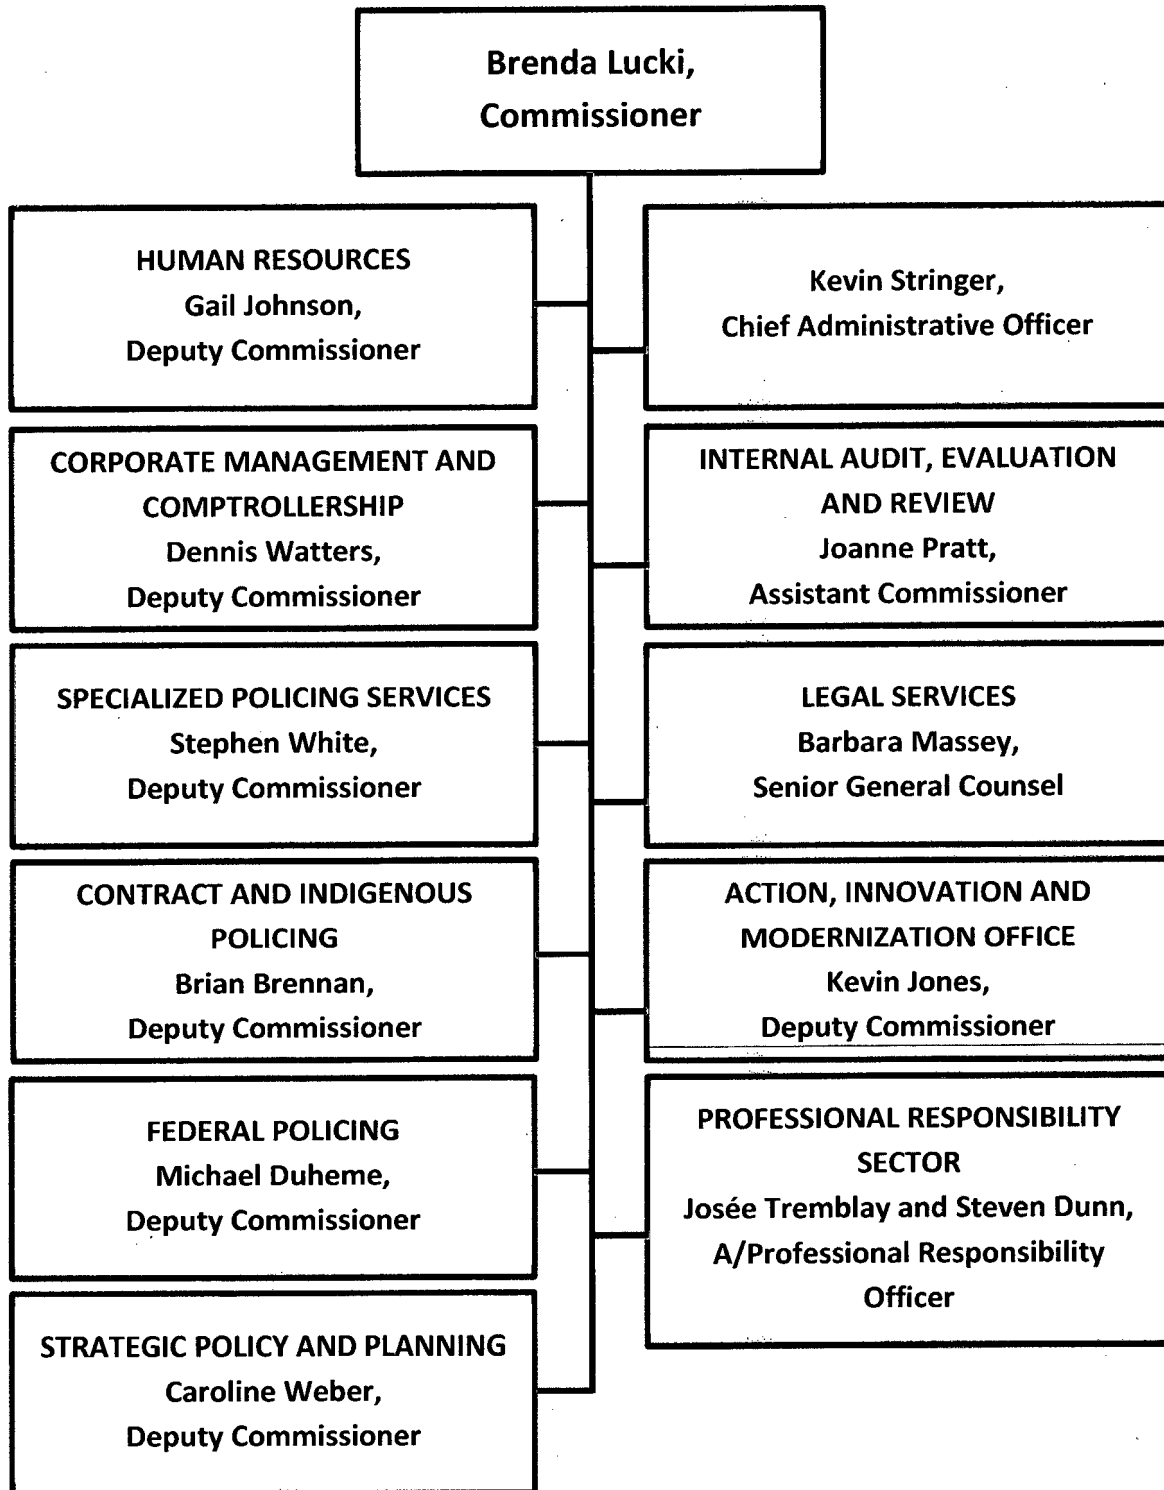 Brenda Lucki,
Commissioner
HUMAN RESOURCES
Gail Johnson,
Deputy Commissioner
Kevin Stringer,
Chief Administrative Officer
CORPORATE MANAGEMENT AND
COMPTROLLERSHIP
Dennis Watters,
Deputy Commissioner
INTERNAL AUDIT, EVALUATION
AND REVIEW
Joanne Pratt,
Assistant Commissioner
SPECIALIZED POLICING SERVICES
Stephen White,
Deputy Commissioner
LEGAL SERVICES
Barbara Massey,
Senior General Counsel
CONTRACT AND INDIGENOUS
POLICING
Brian Brennan,
Deputy Commissioner
ACTION, INNOVATION AND
MODERNIZATION OFFICE
Kevin Jones,
Deputy Commissioner
FEDERAL POLICING
Michael Duheme,
Deputy Commissioner
PROFESSIONAL RESPONSIBILITY
SECTOR
Josée Tremblay and Steven Dunn,
A/Professional Responsibility
Officer
STRATEGIC POLICY AND PLANNING
Caroline Weber,
Deputy Commissioner